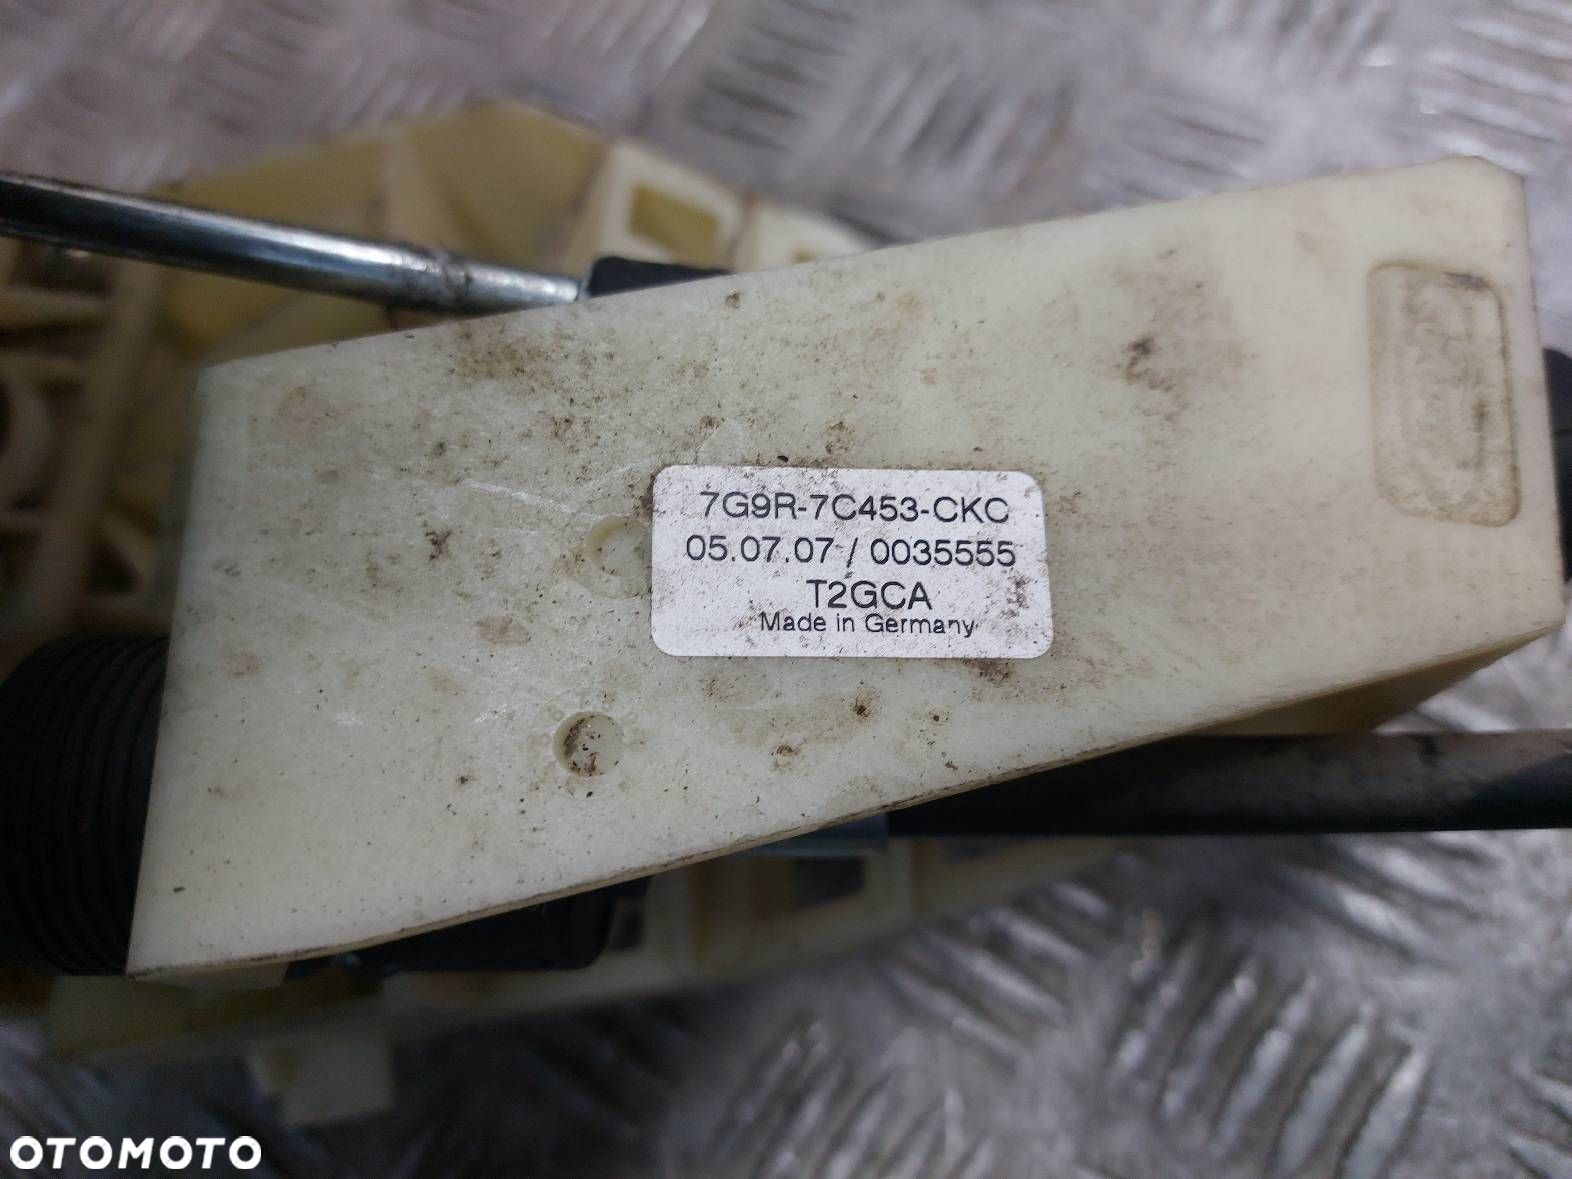 7G9R-7C453-CKC
05.07.07 / 0035555
T2GCA
Made in Germany
OTOMOTO